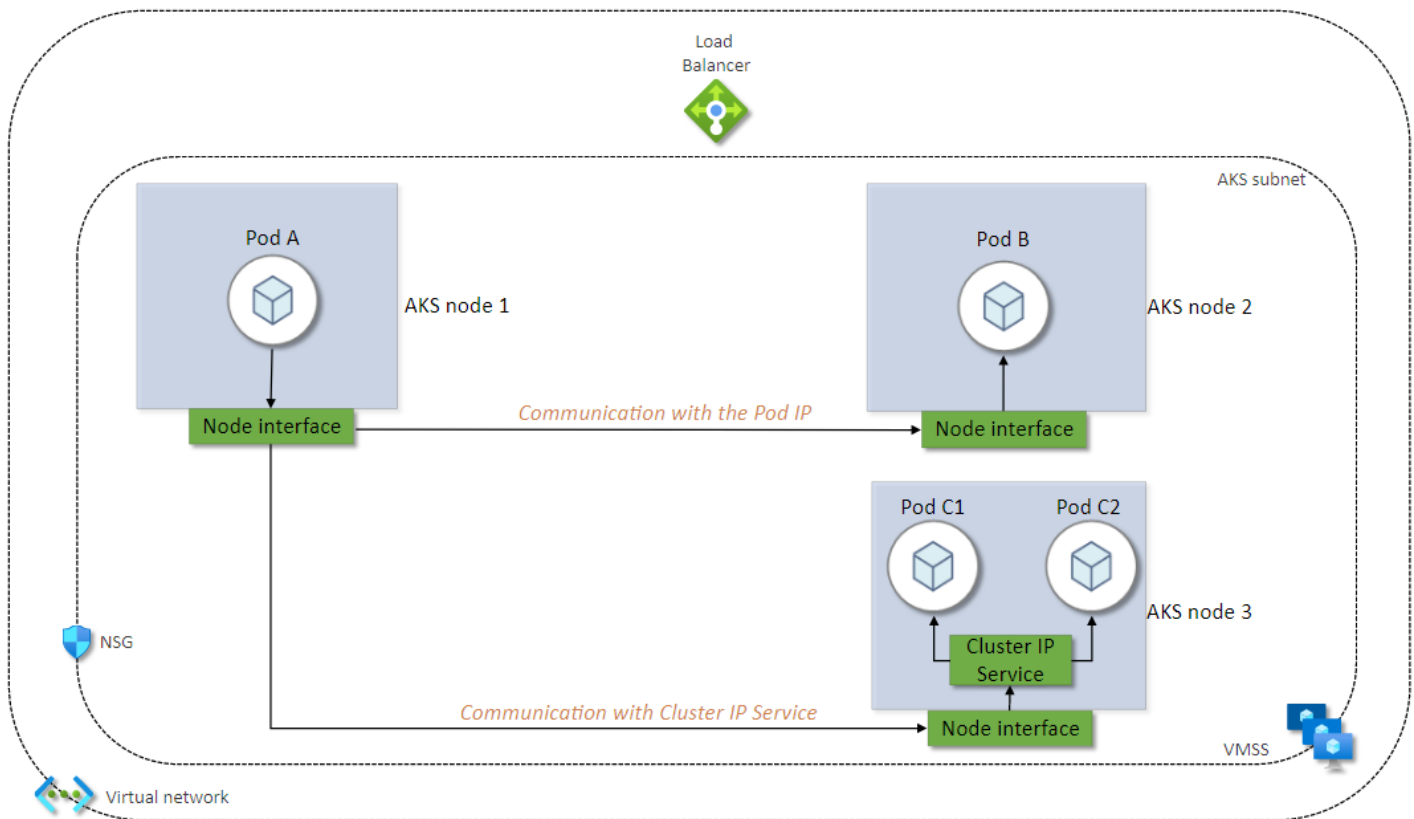 Load
Balancer
AKS subnet
Pod A
Pod B
AKS node 1
AKS node 2
Communication with the Pod IP
Node interface
Node interface
Pod C1
Pod C2
AKS node 3
NSG
Cluster IP
Service
Communication with Cluster IP Service
Node interface
VMSS
Virtual network